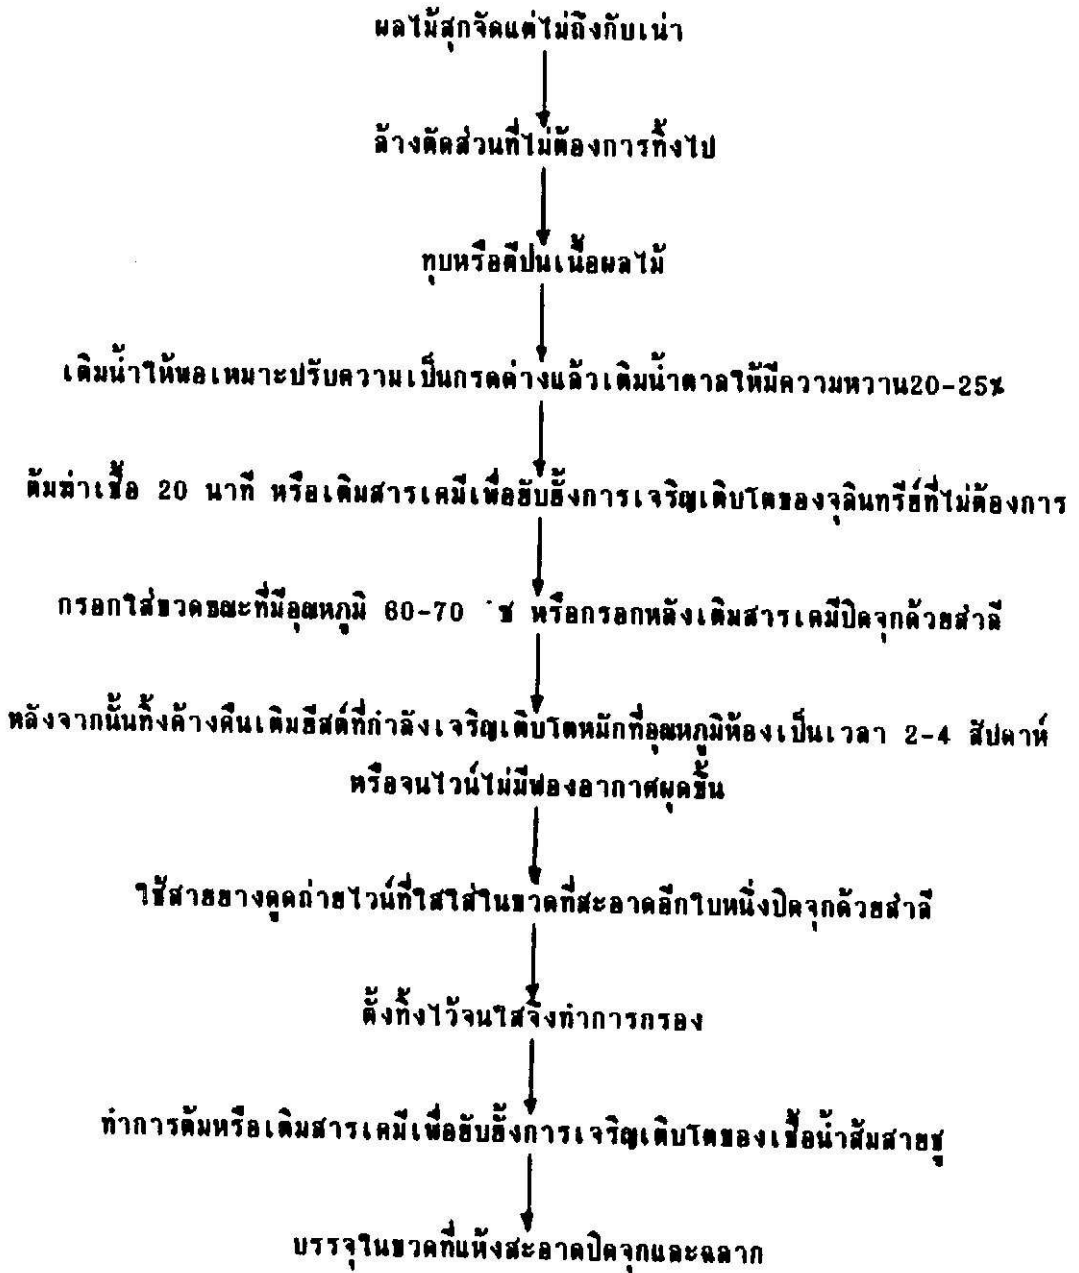 ผลไม้สุกจัดแต่ไม่ถึงกับเน่า
ล้างตัดส่วนที่ไม่ต้องการทิ้งไป
ทุบหรือตีป่นเนื้อผลไม้
เติมน้ำให้พอเหมาะปรับความเป็นกรดด่างแล้วเติมน้ำตาลให้มีความหวาน20-25%
ต้มฆ่าเชื้อ 20 นาที หรือเติมสารเคมีเพื่อยับยั้งการเจริญเติบโตของจุลินทรีย์ที่ไม่ต้องการ
กรอกใส่ขวดขณะที่มีอุณหภูมิ 60-70 °ซ หรือกรอกหลังเติมสารเคมีปิดจุกด้วยสำลี
หลังจากนั้นทิ้งค้างคืนเติมยีสต์ที่กำลังเจริญเติบโตหมักที่อุณหภูมิห้องเป็นเวลา 2-4 สัปดาห์
หรือจนไวน์ไม่มีฟองอากาศผุดขึ้น
ใช้สายยางดูดถ่ายไวน์ที่ใสใส่ในขวดที่สะอาดอีกใบหนึ่งปิดจุกด้วยสำลี
ตั้งทิ้งไว้จนใสจึงทำการกรอง
ทำการต้มหรือเติมสารเคมีเพื่อยับยั้งการเจริญเติบโตของเชื้อน้ำส้มสายชู
บรรจุในขวดที่แห้งสะอาดปิดจุกและฉลาก